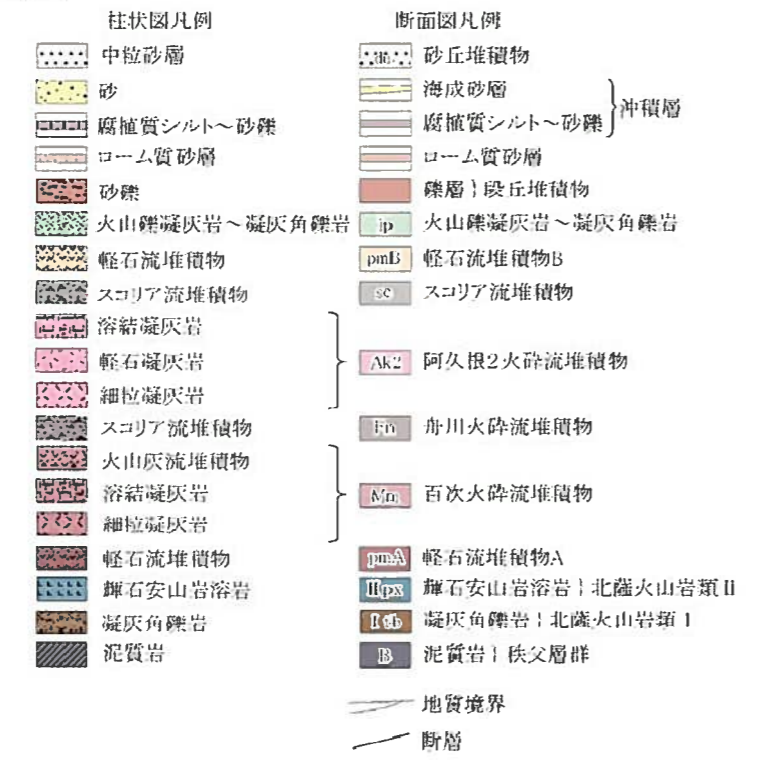 柱状図凡例
中粒砂層
砂
腐植質シルト～砂礫
ローム質砂層
砂礫
火山礫凝灰岩～凝灰角礫岩
軽石流堆積物
スコリア流堆積物
溶結凝灰岩
軽石凝灰岩
細粒凝灰岩
スコリア流堆積物
火山灰流堆積物
溶結凝灰岩
細粒凝灰岩
軽石流堆積物
輝石安山岩溶岩
凝灰角礫岩
泥質岩
断面図凡例
dn 砂丘堆積物
海成砂層
腐植質シルト～砂礫
沖積層
ローム質砂層
礫層｝段丘堆積物
ip 火山礫凝灰岩～凝灰角礫岩
pmB 軽石流堆積物B
sc スコリア流堆積物
Ak2 阿久根2火砕流堆積物
Fn 舟川火砕流堆積物
Mn 百次火砕流堆積物
pmA 軽石流堆積物A
IIpx 輝石安山岩溶岩｝北薩火山岩類II
Itb 凝灰角礫岩｝北薩火山岩類I
B 泥質岩｝秩父層群
地質境界
断層